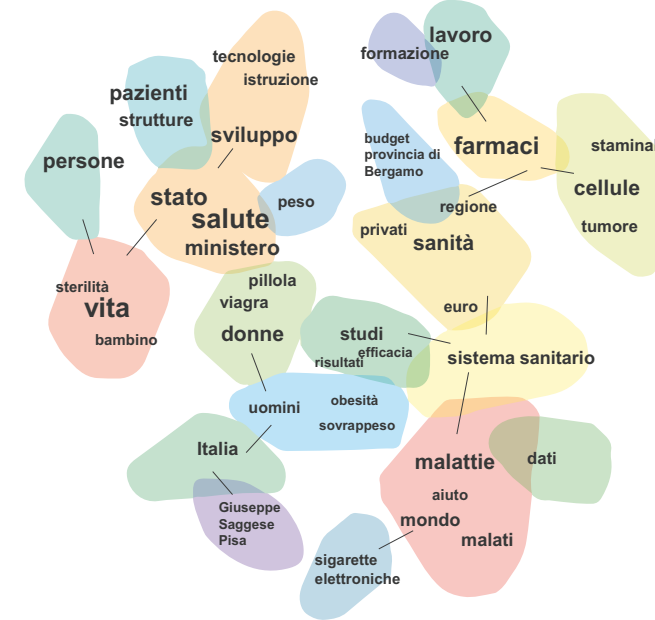 lavoro
formazione
tecnologie
istruzione
pazienti
strutture
sviluppo
persone
budget
provincia di
Bergamo
farmaci
staminal
cellule
stato
salute
ministero
peso
regione
privati
sanità
tumore
sterilità
vita
bambino
pillola
viagra
donne
euro
studi
efficacia
risultati
sistema sanitario
uomini
obesità
sovrappeso
Italia
malattie
dati
aiuto
mondo
malati
Giuseppe
Saggese
Pisa
sigarette
elettroniche